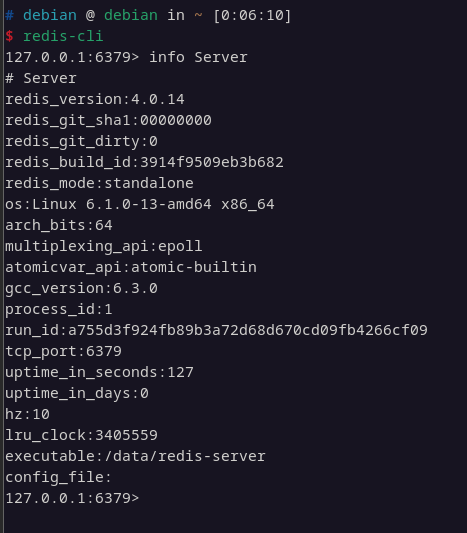 # debian @ debian in ~ [0:06:10]
$ redis-cli
127.0.0.1:6379> info Server
# Server
redis_version:4.0.14
redis_git_sha1:00000000
redis_git_dirty:0
redis_build_id:3914f9509eb3b682
redis_mode:standalone
os:Linux 6.1.0-13-amd64 x86_64
arch_bits:64
multiplexing_api:epoll
atomicvar_api:atomic-builtin
gcc_version:6.3.0
process_id:1
run_id:a755d3f924fb89b3a72d68d670cd09fb4266cf09
tcp_port:6379
uptime_in_seconds:127
uptime_in_days:0
hz:10
lru_clock:3405559
executable:/data/redis-server
config_file:
127.0.0.1:6379>